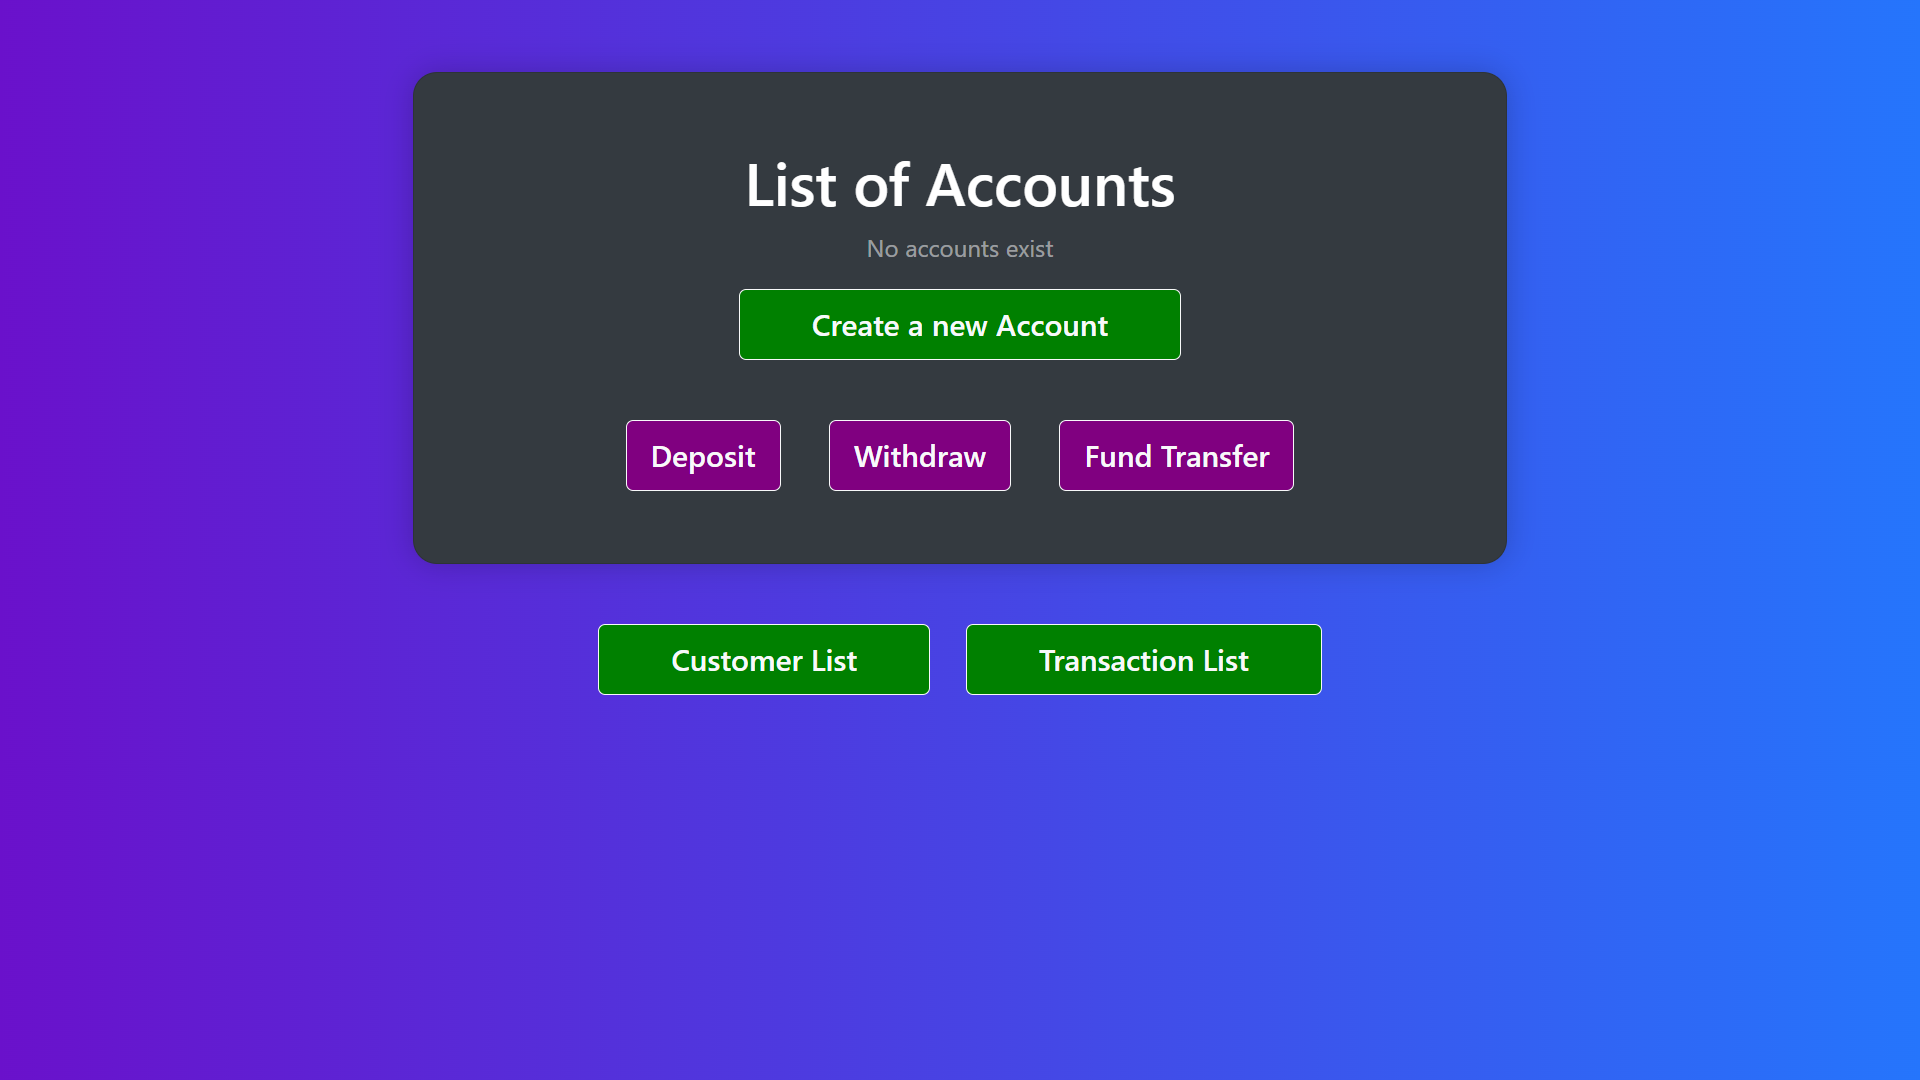 List of Accounts
No accounts exist
Create a new Account
Deposit Withdraw Fund Transfer
Customer List Transaction List